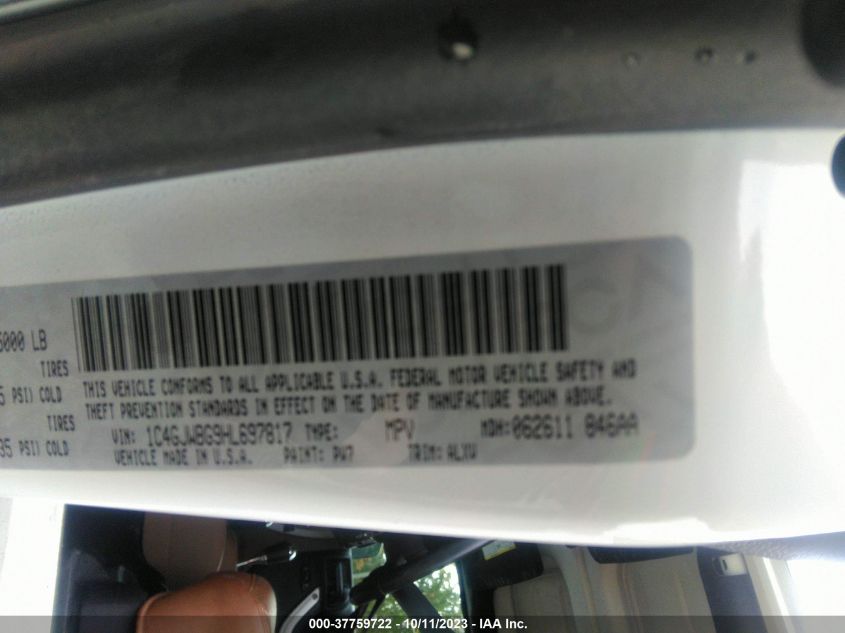 5000 LB
TIRES
PSI) COLD
TIRES
35 PSI) COLD
THIS VEHICLE CONFORMS TO ALL APPLICABLE U.S.A. FEDERAL MOTOR VEHICLE SAFETY AND
THEFT PREVENTION STANDARDS IN EFFECT ON THE DATE OF MANUFACTURE SHOWN ABOVE.
VIN: 1C4GJWBG9HL697817 TYPE: MPV MDH:062611 846AA
VEHICLE MADE IN U.S.A. PAINT: PW7 TRIM: ALXV
000-37759722 - 10/11/2023 - © IAA Inc.